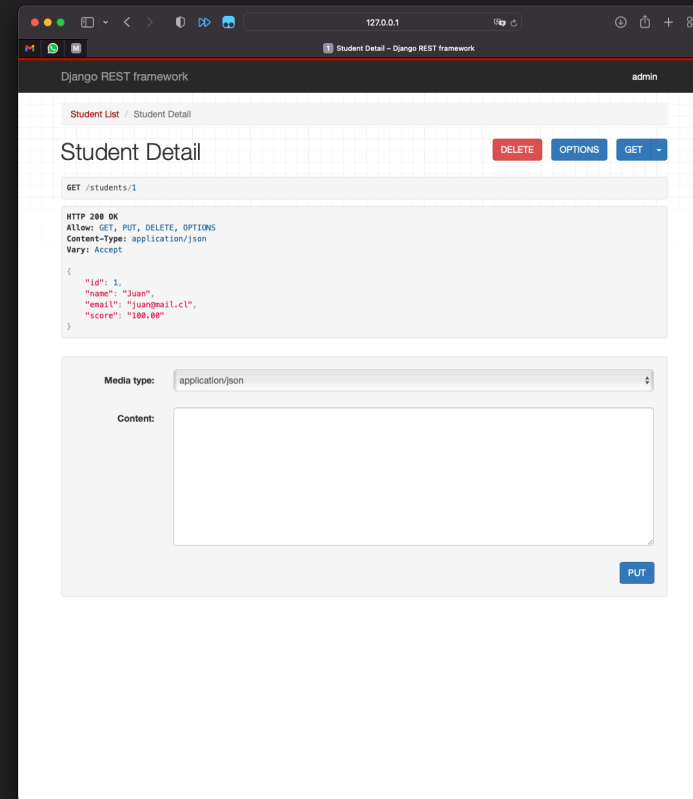 127.0.0.1
M
1 Student Detail – Django REST framework
Django REST framework
admin
Student List / Student Detail
Student Detail
DELETE
OPTIONS
GET
GET /students/1
HTTP 200 OK
Allow: GET, PUT, DELETE, OPTIONS
Content-Type: application/json
Vary: Accept
{
    "id": 1,
    "name": "Juan",
    "email": "juan@mail.cl",
    "score": "100.00"
}
Media type:
application/json
Content:
PUT